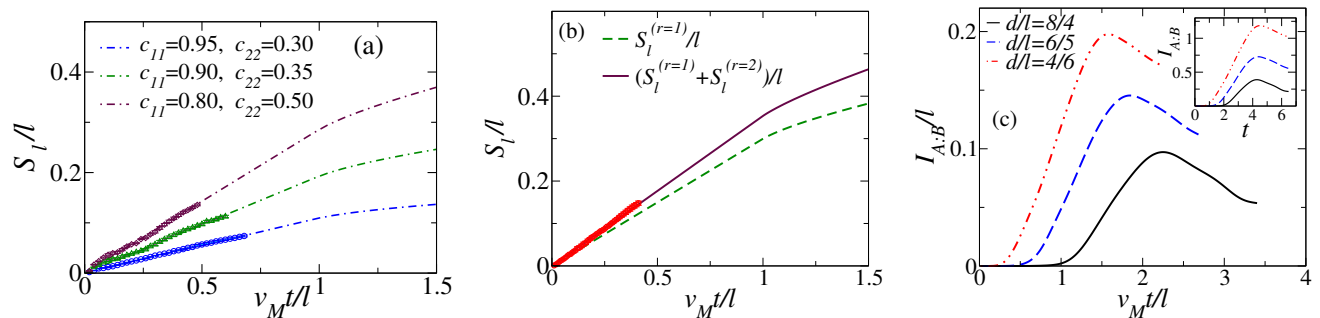 (a)
c₁₁=0.95, c₂₂=0.30
c₁₁=0.90, c₂₂=0.35
c₁₁=0.80, c₂₂=0.50
0.4
0.2
0
S_l/l
0 0.5 1 1.5
v_M t/l
(b)
S_l^(r=1)/l
(S_l^(r=1)+S_l^(r=2))/l
0.4
0.2
0.0
S_l/l
0 0.5 1 1.5
v_M t/l
(c)
d/l=8/4
d/l=6/5
d/l=4/6
0.2
0.1
0
I_A:B/l
0 1 2 3 4
v_M t/l
1
0.5
I_A:B
0 2 4 6
t